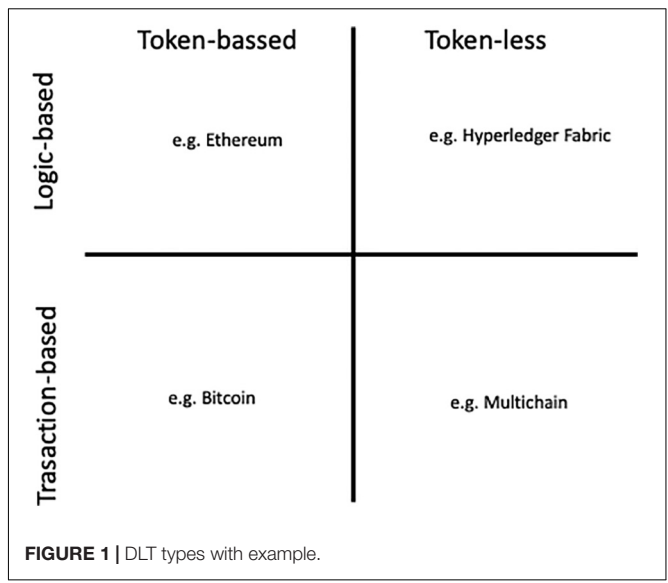 Token-bassed
Token-less
Logic-based
e.g. Ethereum
e.g. Hyperledger Fabric
Trasaction-based
e.g. Bitcoin
e.g. Multichain
FIGURE 1 | DLT types with example.